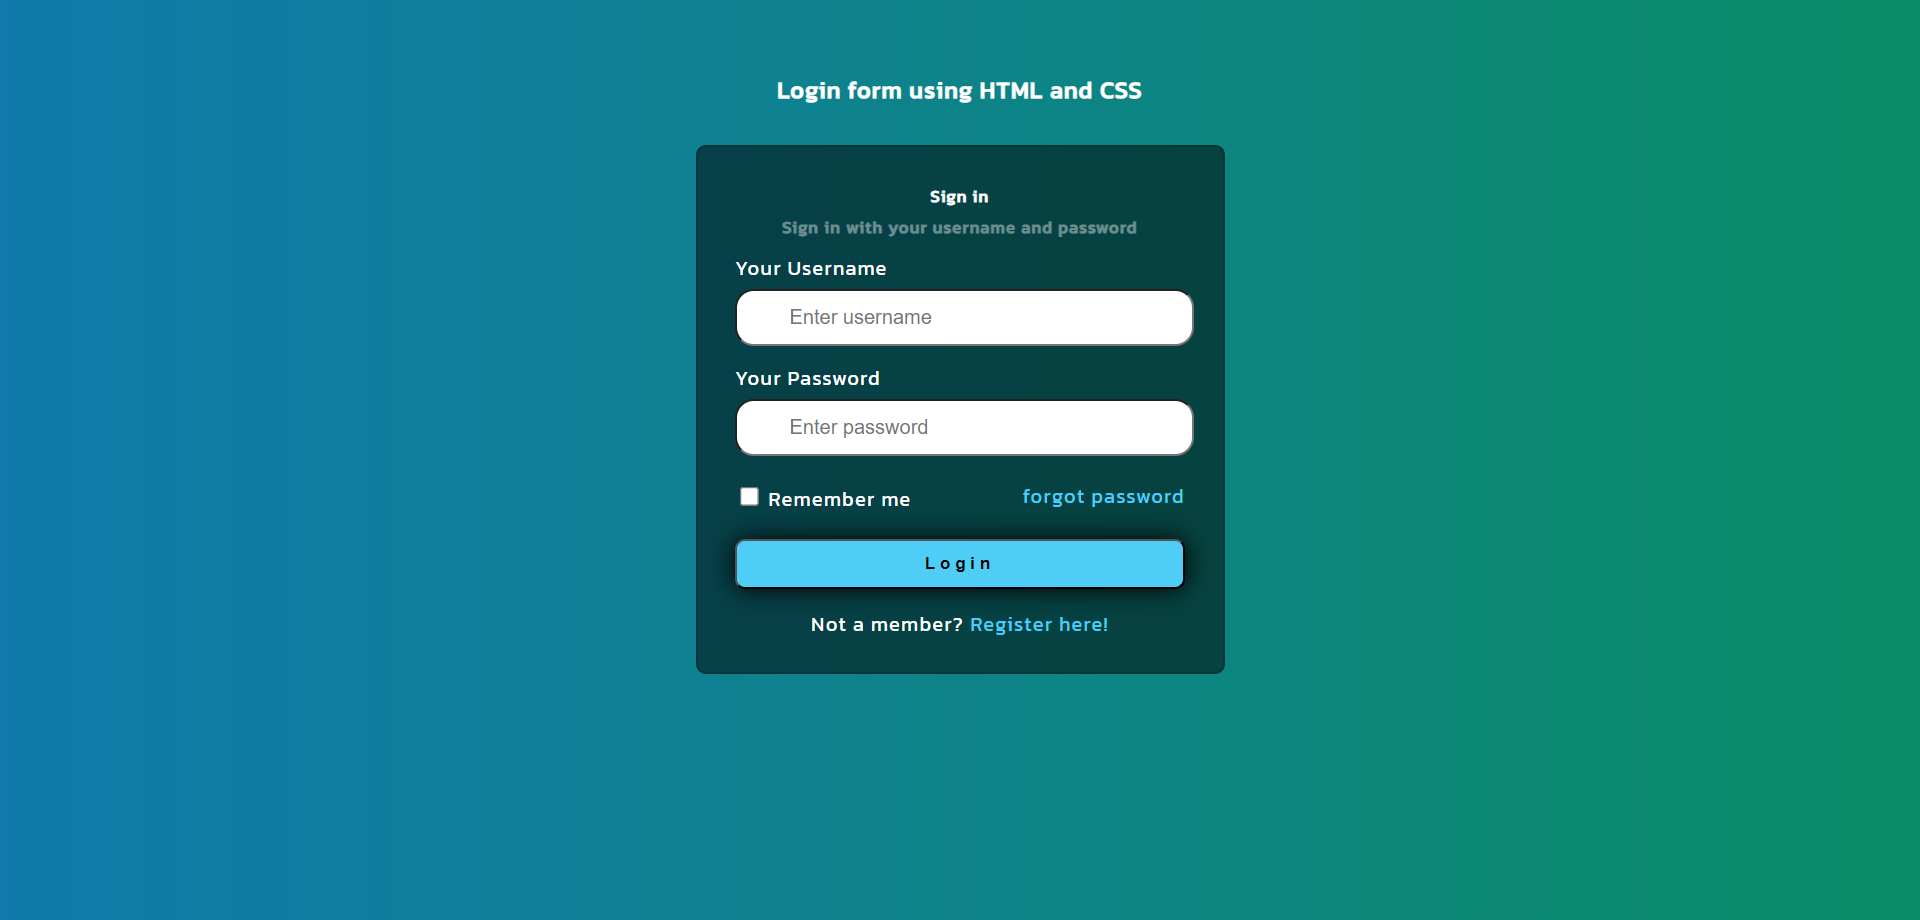 Login form using HTML and CSS
Sign in
Sign in with your username and password
Your Username
Enter username
Your Password
Enter password
Remember me forgot password
Login
Not a member? Register here!